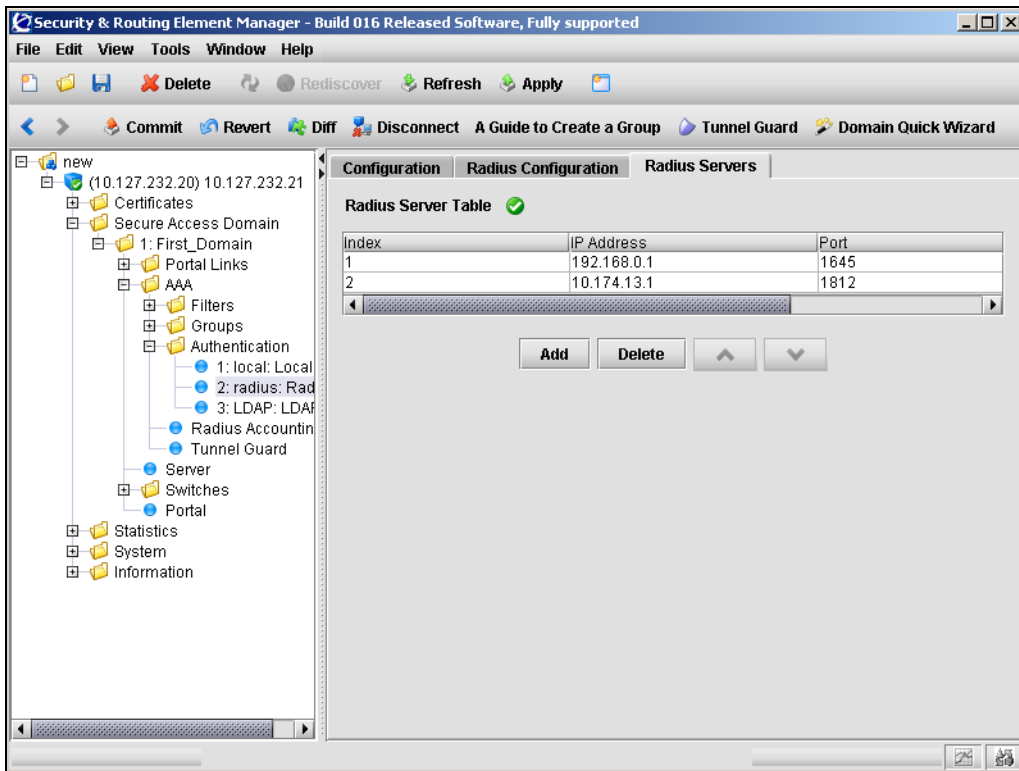 Security & Routing Element Manager - Build 016 Released Software, Fully supported
File Edit View Tools Window Help
Delete Rediscover Refresh Apply
Commit Revert Diff Disconnect A Guide to Create a Group Tunnel Guard Domain Quick Wizard
new
(10.127.232.20) 10.127.232.21
Certificates
Secure Access Domain
1: First_Domain
Portal Links
AAA
Filters
Groups
Authentication
1: local: Local
2: radius: Rad
3: LDAP: LDAP
Radius Accountin
Tunnel Guard
Server
Switches
Portal
Statistics
System
Information
Configuration Radius Configuration Radius Servers
Radius Server Table
Index IP Address Port
1 192.168.0.1 1645
2 10.174.13.1 1812
Add Delete